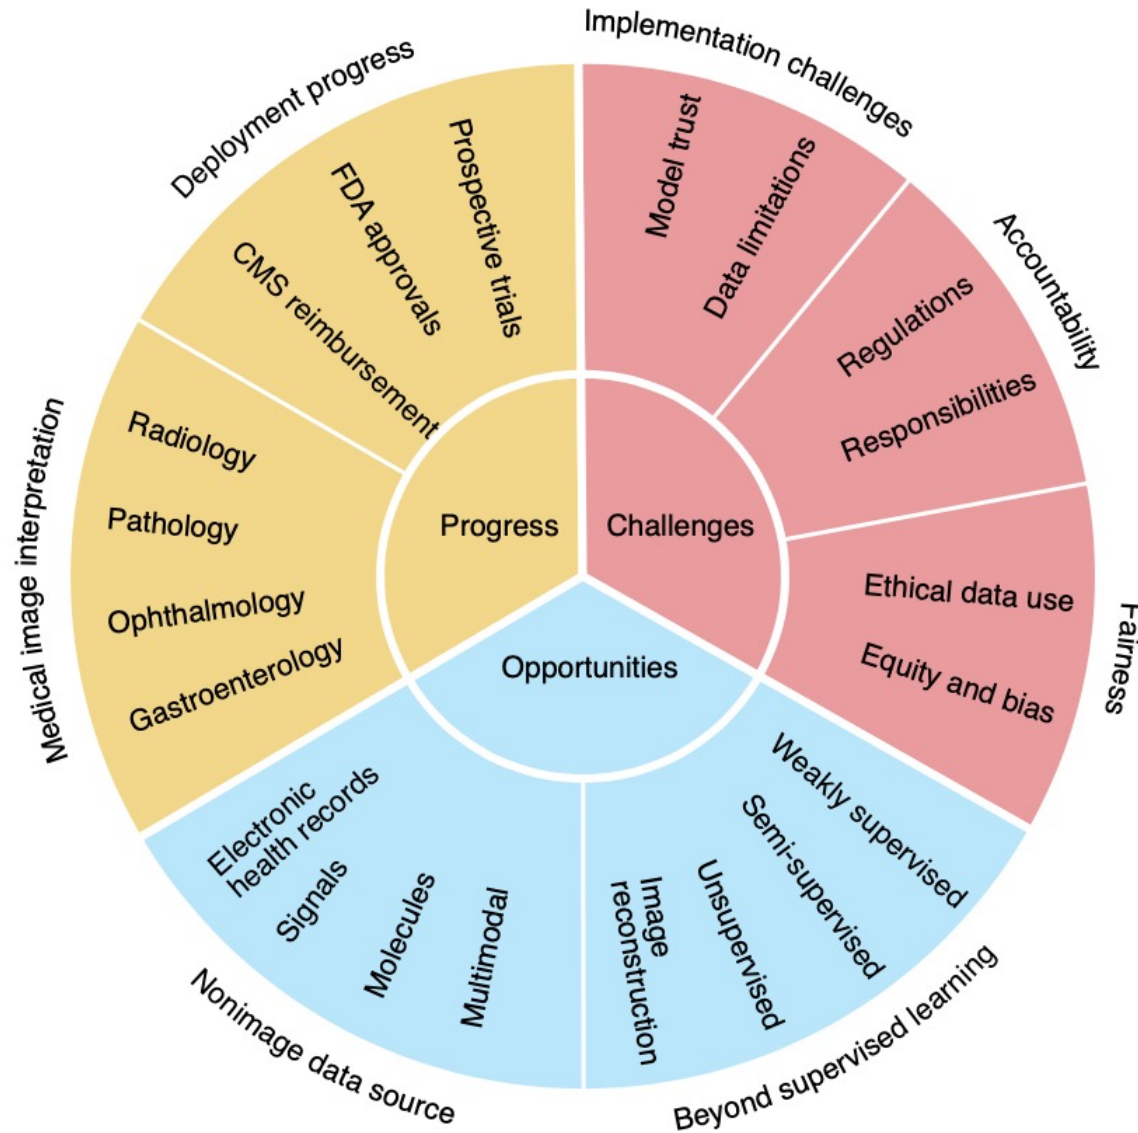 Implementation challenges
Model trust
Data limitations
Accountability
Regulations
Responsibilities
Fairness
Ethical data use
Equity and bias
Challenges
Deployment progress
Prospective trials
FDA approvals
CMS reimbursement
Medical image interpretation
Radiology
Pathology
Ophthalmology
Gastroenterology
Progress
Opportunities
Nonimage data source
Electronic
health records
Signals
Molecules
Multimodal
Beyond supervised learning
Image
reconstruction
Unsupervised
Semi-supervised
Weakly supervised